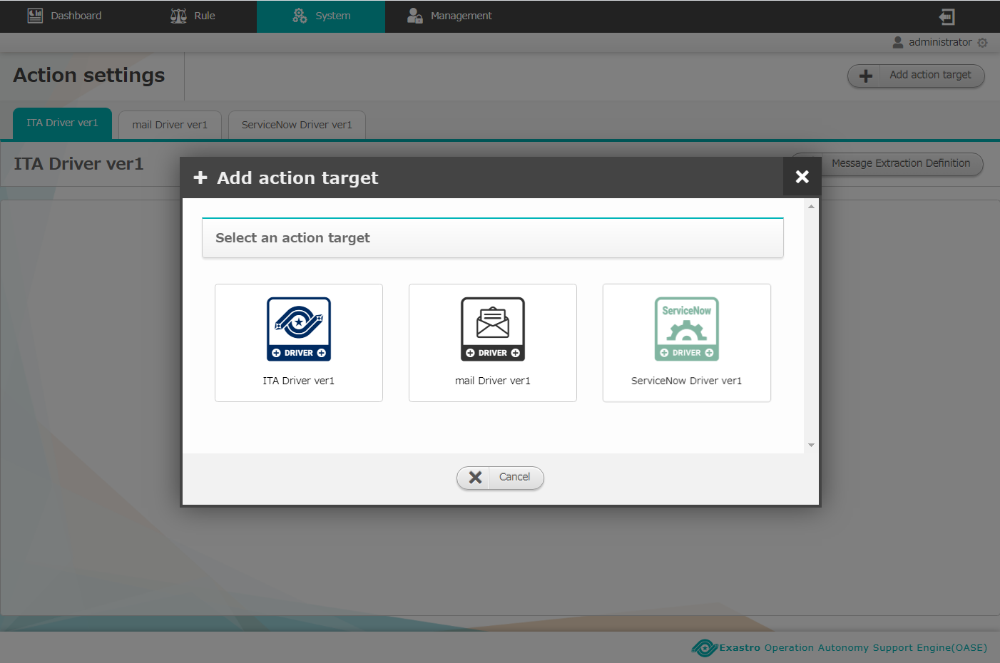 Dashboard
Rule
System
Management
administrator
Action settings
Add action target
ITA Driver ver1
mail Driver ver1
ServiceNow Driver ver1
ITA Driver ver1
Message Extraction Definition
Add action target
Select an action target
DRIVER
ITA Driver ver1
DRIVER
mail Driver ver1
ServiceNow
DRIVER
ServiceNow Driver ver1
Cancel
Exastro Operation Autonomy Support Engine(OASE)